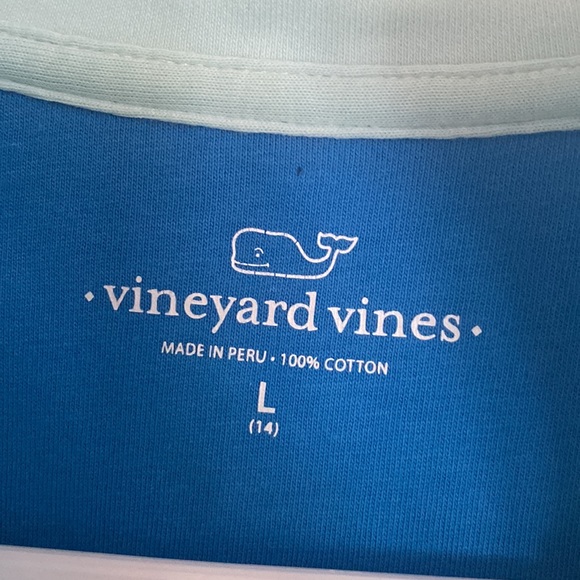 • vineyard vines •
MADE IN PERU • 100% COTTON
L
(14)